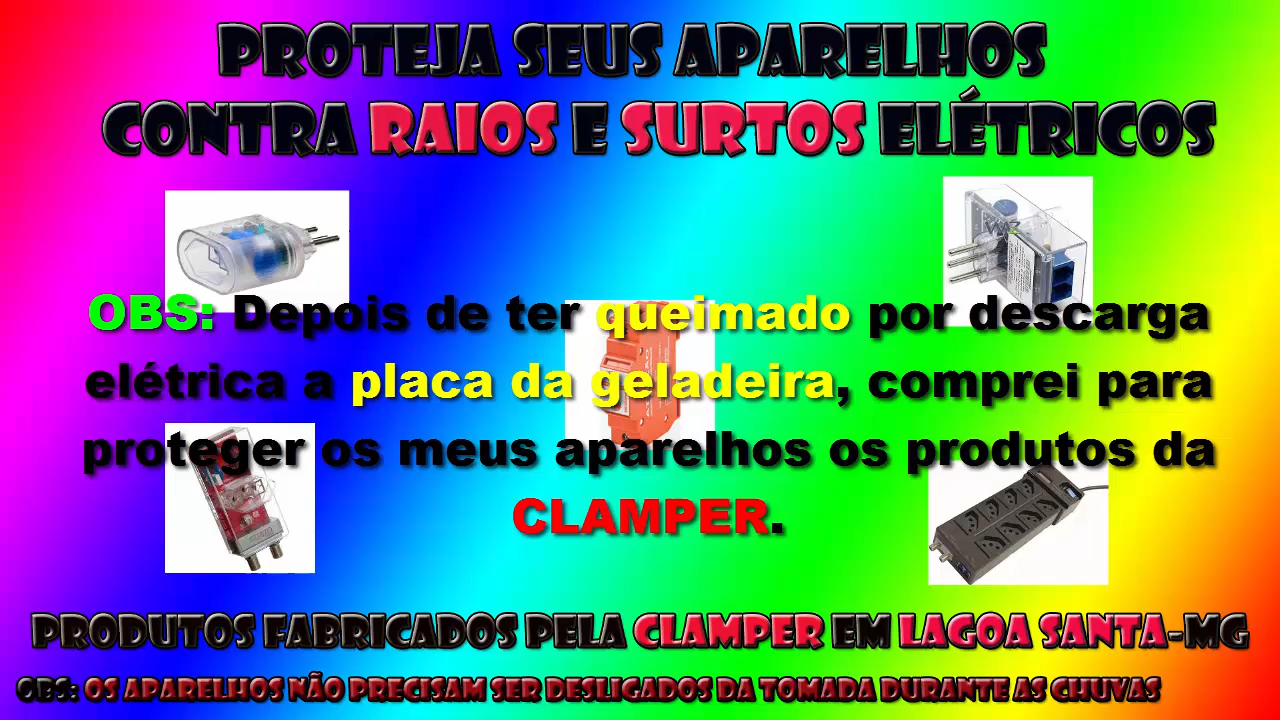 PROTEJA SEUS APARELHOS
CONTRA RAIOS E SURTOS ELÉTRICOS
OBS: Depois de ter queimado por descarga
elétrica a placa da geladeira, comprei para
proteger os meus aparelhos os produtos da
CLAMPER.
PRODUTOS FABRICADOS PELA CLAMPER EM LAGOA SANTA-MG
OBS: OS APARELHOS NÃO PRECISAM SER DESLIGADOS DA TOMADA DURANTE AS CHUVAS